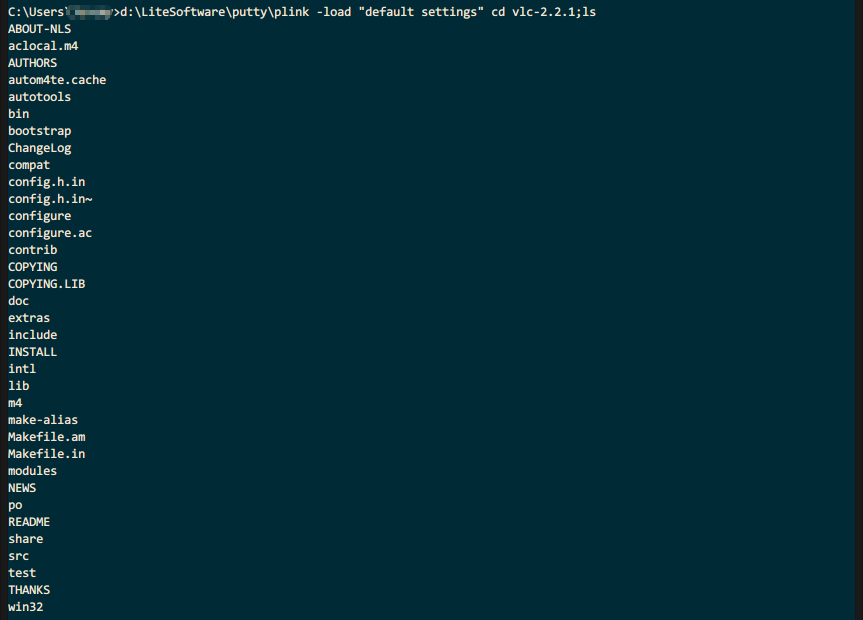 C:\Users\ >d:\LiteSoftware\putty\plink -load "default settings" cd vlc-2.2.1;ls
ABOUT-NLS
aclocal.m4
AUTHORS
autom4te.cache
autotools
bin
bootstrap
ChangeLog
compat
config.h.in
config.h.in~
configure
configure.ac
contrib
COPYING
COPYING.LIB
doc
extras
include
INSTALL
intl
lib
m4
make-alias
Makefile.am
Makefile.in
modules
NEWS
po
README
share
src
test
THANKS
win32